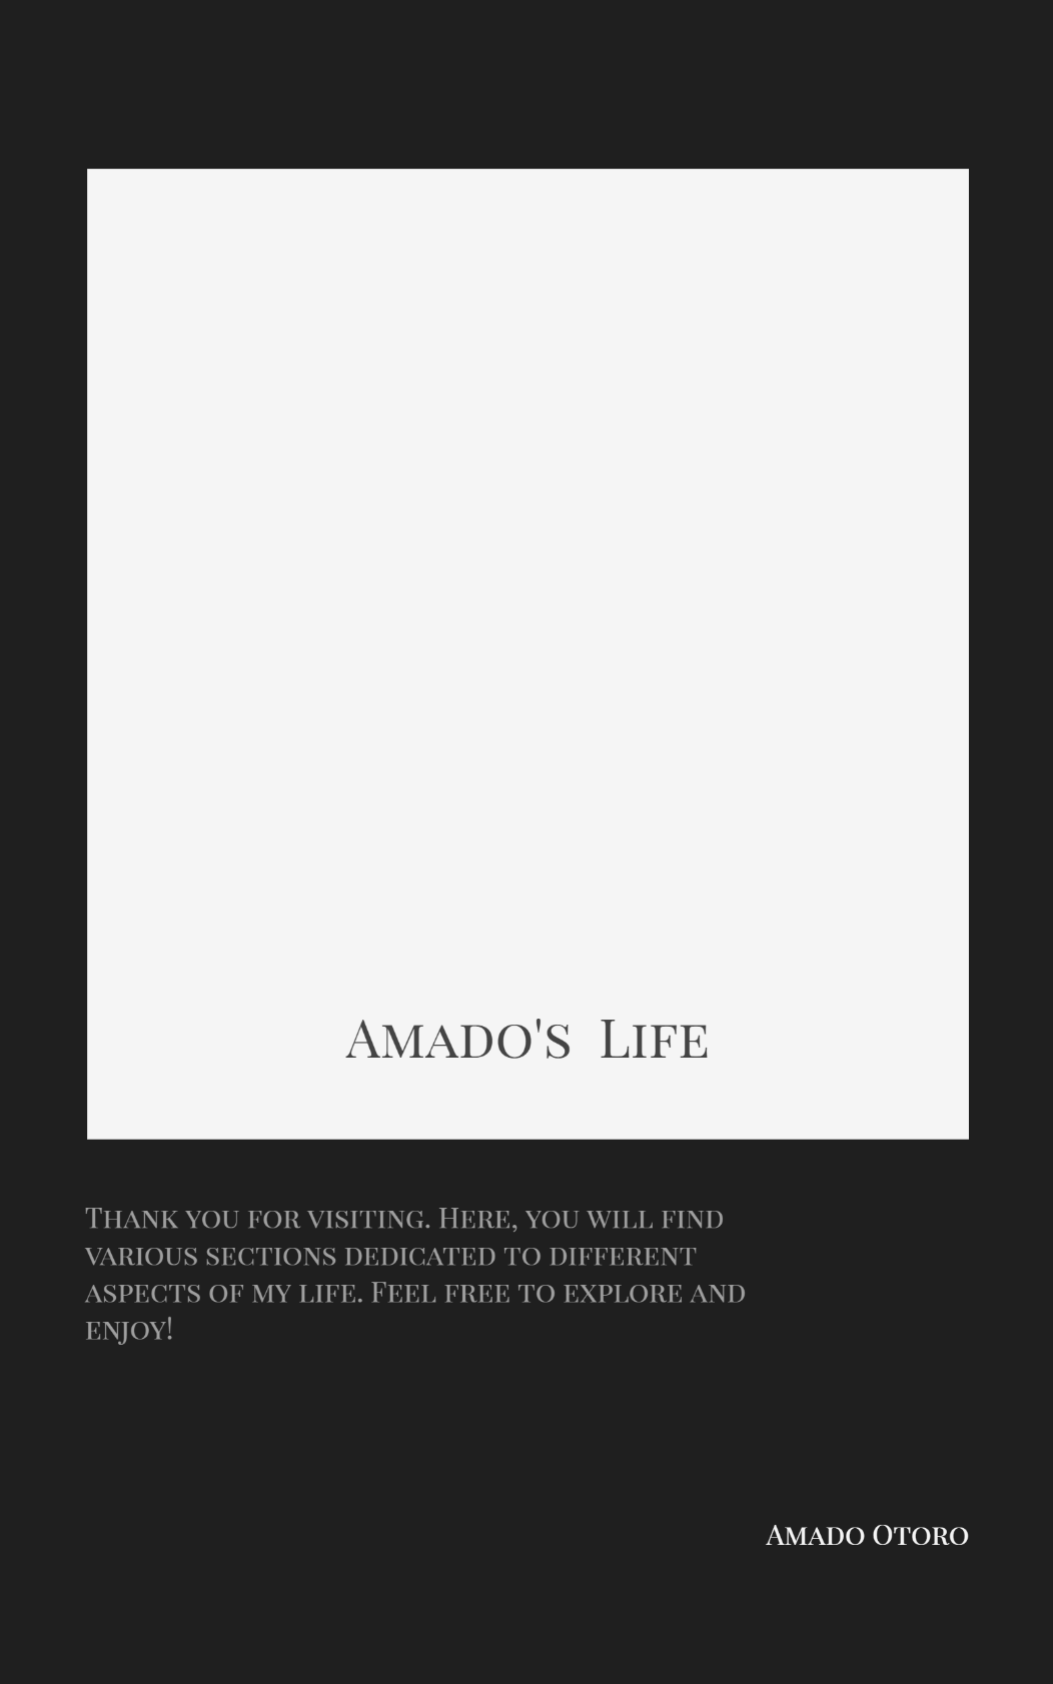 Amado's Life
Thank you for visiting. Here, you will find
various sections dedicated to different
aspects of my life. Feel free to explore and
enjoy!
Amado Otoro